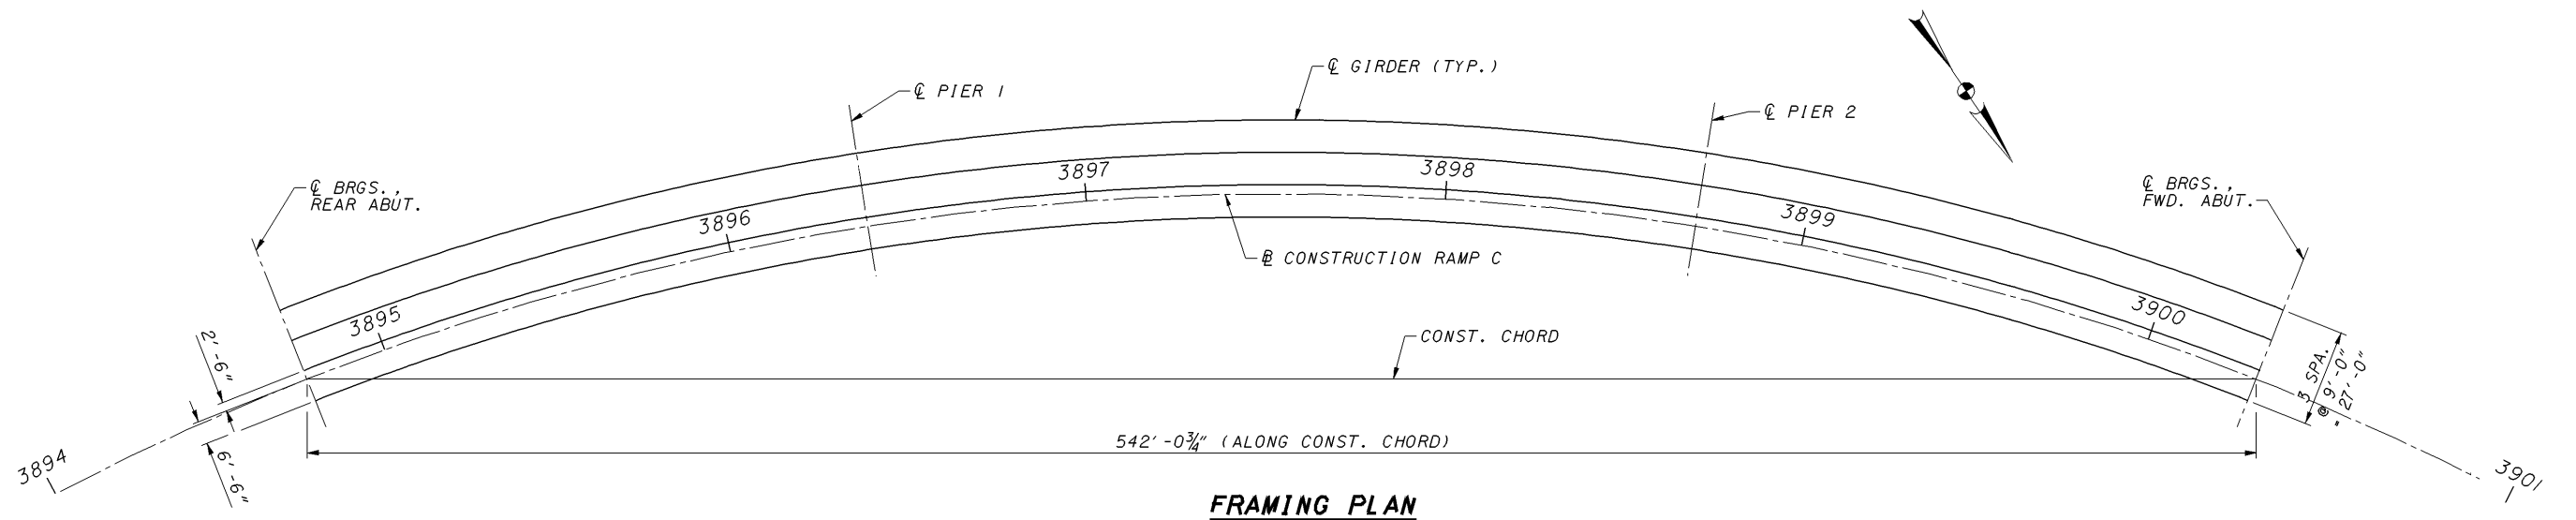 ℄ GIRDER (TYP.)
℄ PIER 1
℄ PIER 2
3897
3898
℄ BRGS.,
REAR ABUT.
℄ BRGS.,
FWD. ABUT.
3896
3899
℄ CONSTRUCTION RAMP C
3895
3900
CONST. CHORD
2'-6"
3 SPA.
@ 9'-0"
= 27'-0"
542'-0¾" (ALONG CONST. CHORD)
3894
6'-6"
3901
FRAMING PLAN